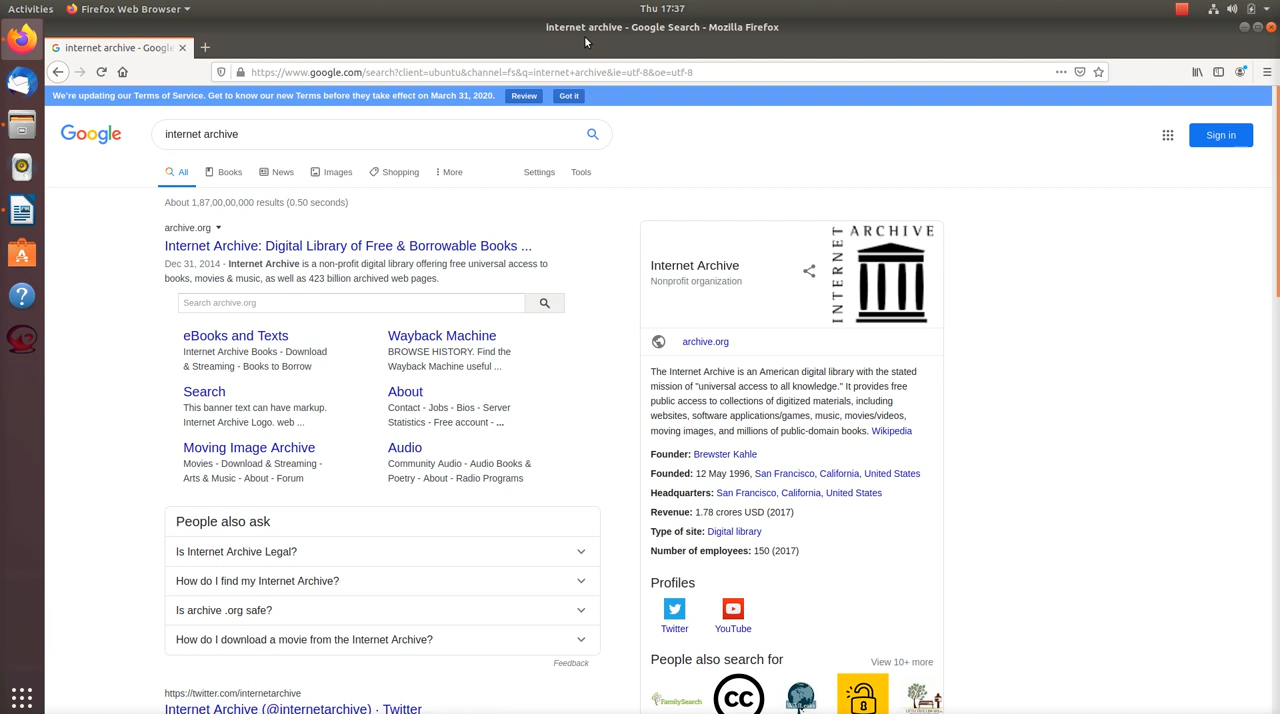 Activities Firefox Web Browser Thu 17:37
internet archive - Google Search - Mozilla Firefox
internet archive - Google
https://www.google.com/search?client=ubuntu&channel=fs&q=internet+archive&ie=utf-8&oe=utf-8
We're updating our Terms of Service. Get to know our new Terms before they take effect on March 31, 2020. Review Got it
Google internet archive Sign in
All Books News Images Shopping More Settings Tools
About 1,87,00,00,000 results (0.50 seconds)
archive.org
Internet Archive: Digital Library of Free & Borrowable Books ...
Dec 31, 2014 - Internet Archive is a non-profit digital library offering free universal access to
books, movies & music, as well as 423 billion archived web pages.
Search archive.org
eBooks and Texts
Internet Archive Books - Download
& Streaming - Books to Borrow
Wayback Machine
BROWSE HISTORY. Find the
Wayback Machine useful ...
Search
This banner text can have markup.
Internet Archive Logo. web ...
About
Contact - Jobs - Bios - Server
Statistics - Free account - ...
Moving Image Archive
Movies - Download & Streaming -
Arts & Music - About - Forum
Audio
Community Audio - Audio Books &
Poetry - About - Radio Programs
People also ask
Is Internet Archive Legal?
How do I find my Internet Archive?
Is archive .org safe?
How do I download a movie from the Internet Archive?
Feedback
https://twitter.com/internetarchive
Internet Archive (@internetarchive) · Twitter
Internet Archive
Nonprofit organization
INTERNET ARCHIVE
archive.org
The Internet Archive is an American digital library with the stated
mission of "universal access to all knowledge." It provides free
public access to collections of digitized materials, including
websites, software applications/games, music, movies/videos,
moving images, and millions of public-domain books. Wikipedia
Founder: Brewster Kahle
Founded: 12 May 1996, San Francisco, California, United States
Headquarters: San Francisco, California, United States
Revenue: 1.78 crores USD (2017)
Type of site: Digital library
Number of employees: 150 (2017)
Profiles
Twitter YouTube
People also search for View 10+ more
FamilySearch
CC